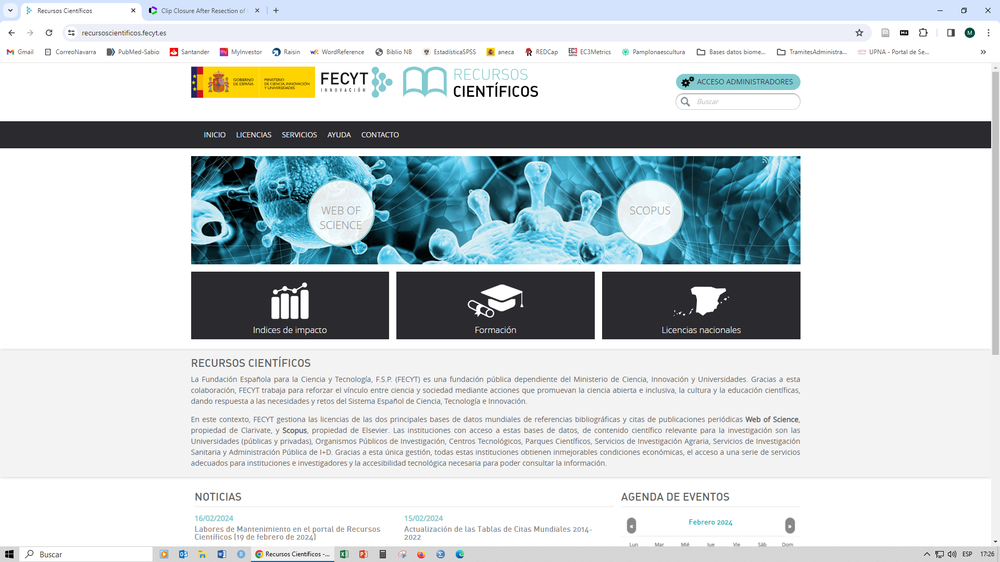 Recursos Científicos
Clip Closure After Resection of
recursoscientificos.fecyt.es
M
Gmail
CorreoNavarra
PubMed-Sabio
Santander
MyInvestor
Raisin
WordReference
Biblio NB
EstadísticaSPSS
aneca
REDCap
EC3Metrics
Pamplonaescultura
Bases datos biome...
TramitesAdministra...
UPNA - Portal de Se...
GOBIERNO
DE ESPAÑA
MINISTERIO
DE CIENCIA, INNOVACIÓN
Y UNIVERSIDADES
FECYT
INNOVACIÓN
RECURSOS
CIENTÍFICOS
ACCESO ADMINISTRADORES
Buscar
INICIO LICENCIAS SERVICIOS AYUDA CONTACTO
WEB OF
SCIENCE
SCOPUS
Indices de impacto
Formación
Licencias nacionales
RECURSOS CIENTÍFICOS
La Fundación Española para la Ciencia y Tecnología, F.S.P. (FECYT) es una fundación pública dependiente del Ministerio de Ciencia, Innovación y Universidades. Gracias a esta
colaboración, FECYT trabaja para reforzar el vínculo entre ciencia y sociedad mediante acciones que promuevan la ciencia abierta e inclusiva, la cultura y la educación científicas,
dando respuesta a las necesidades y retos del Sistema Español de Ciencia, Tecnología e Innovación.
En este contexto, FECYT gestiona las licencias de las dos principales bases de datos mundiales de referencias bibliográficas y citas de publicaciones periódicas Web of Science,
propiedad de Clarivate, y Scopus, propiedad de Elsevier. Las instituciones con acceso a estas bases de datos, de contenido científico relevante para la investigación son las
Universidades (públicas y privadas), Organismos Públicos de Investigación, Centros Tecnológicos, Parques Científicos, Servicios de Investigación Agraria, Servicios de Investigación
Sanitaria y Administración Pública de I+D. Gracias a esta única gestión, todas estas instituciones obtienen inmejorables condiciones económicas, el acceso a una serie de servicios
adecuados para instituciones e investigadores y la accesibilidad tecnológica necesaria para poder consultar la información.
NOTICIAS
16/02/2024
Labores de Mantenimiento en el portal de Recursos
Científicos (19 de febrero de 2024)
15/02/2024
Actualización de las Tablas de Citas Mundiales 2014-
2022
AGENDA DE EVENTOS
«
Febrero 2024
»
Lun Mar Mié Jue Vie Sáb Dom
Buscar
Recursos Científicos -...
ESP
17:26